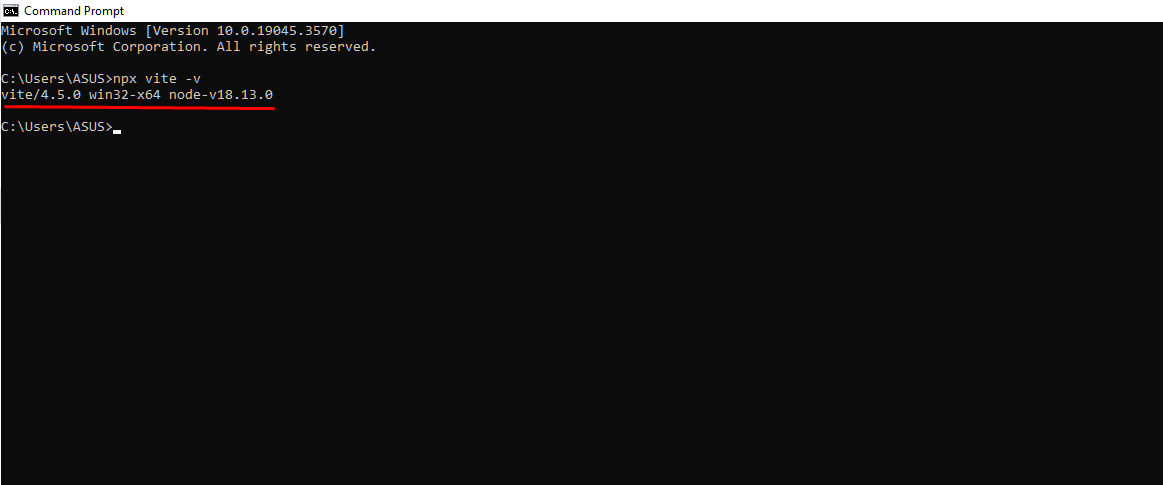 Command Prompt
Microsoft Windows [Version 10.0.19045.3570]
(c) Microsoft Corporation. All rights reserved.
C:\Users\ASUS>npx vite -v
vite/4.5.0 win32-x64 node-v18.13.0
C:\Users\ASUS>